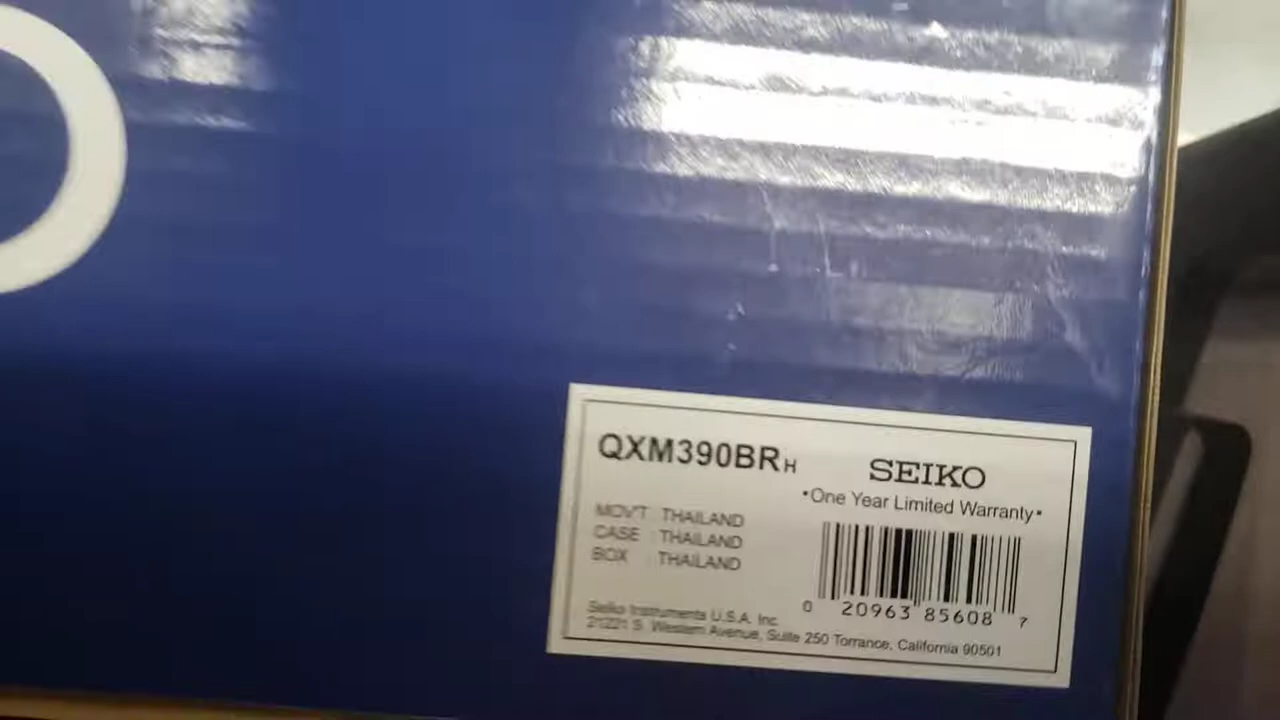 O
QXM390BRH
SEIKO
•One Year Limited Warranty•
MOV'T THAILAND
CASE : THAILAND
BOX : THAILAND
0 20963 85608 7
Seiko Instruments U.S.A. Inc.
21221 S. Western Avenue, Suite 250 Torrance, California 90501